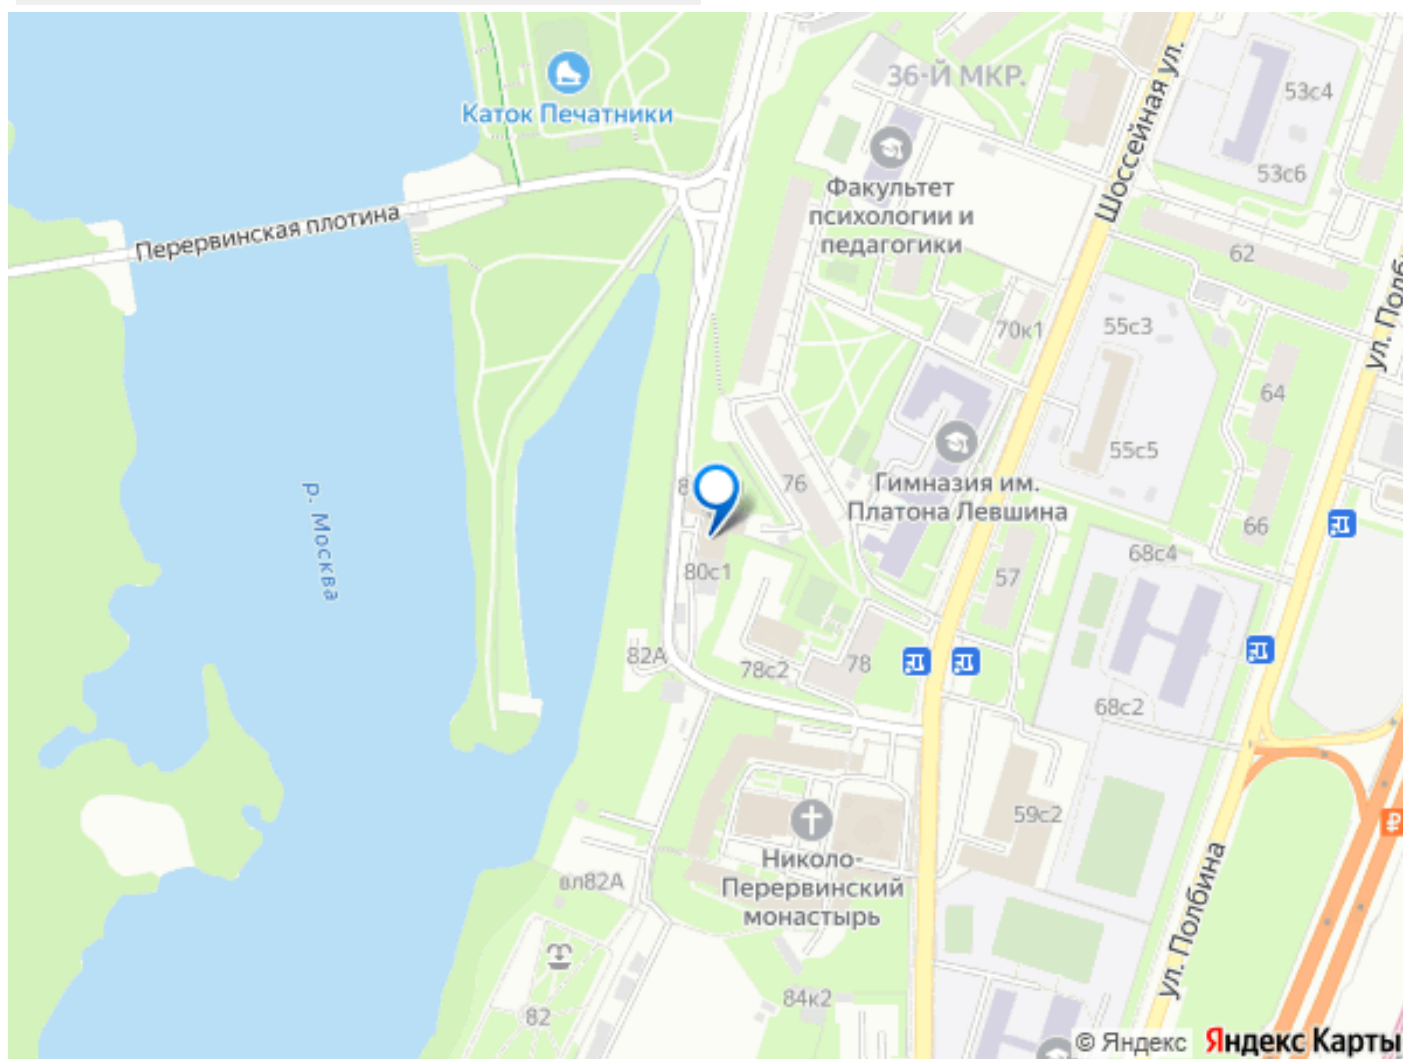 36-Й МКР.
Шоссейная ул.
53с4
Каток Печатники
53с6
Факультет
психологии и
педагогики
Перервинская плотина
62
70к1
55с3
64
55с5
76
Гимназия им.
Платона Левшина
р. Москва
66
68с4
80с1
57
82А
78с2
78
68с2
59с2
Николо-
Перервинский
монастырь
вл82А
ул. Полбина
84к2
82
© Яндекс Яндекс Карты